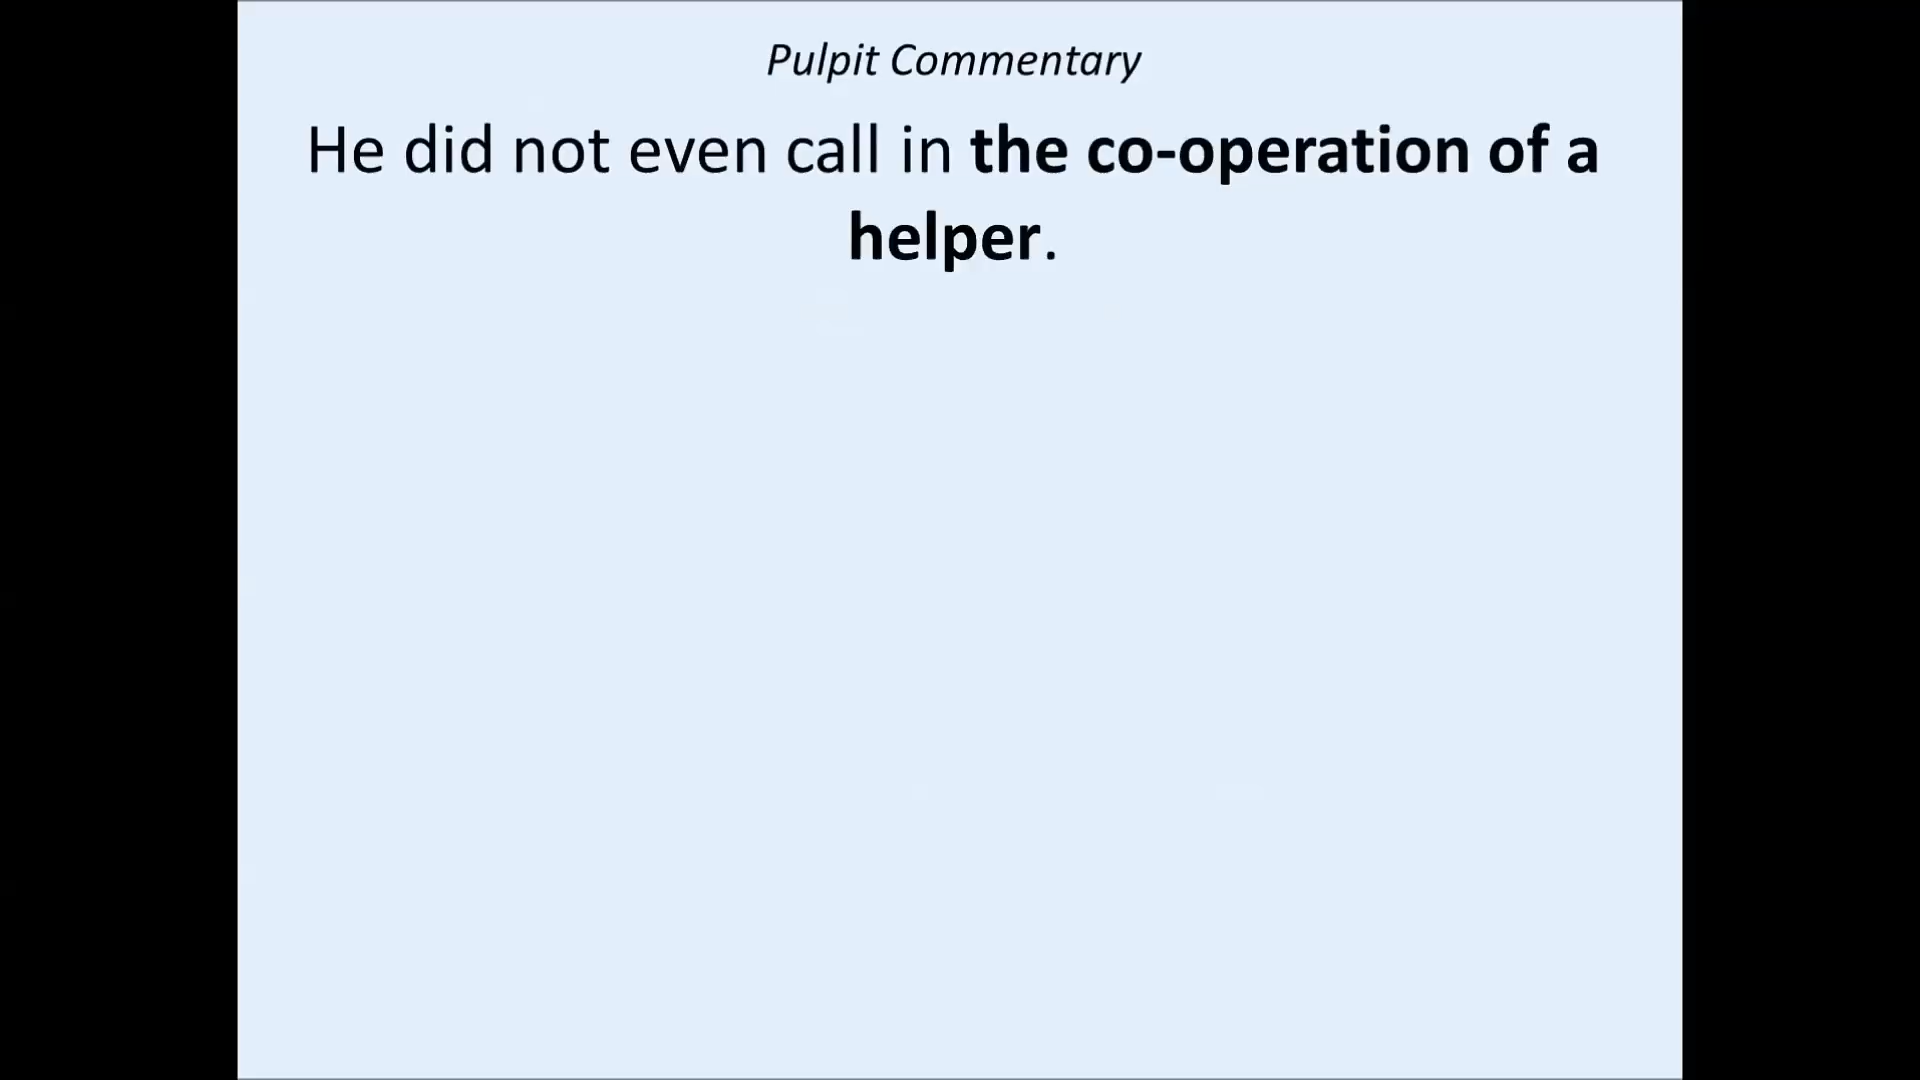 Pulpit Commentary
He did not even call in the co-operation of a
helper.